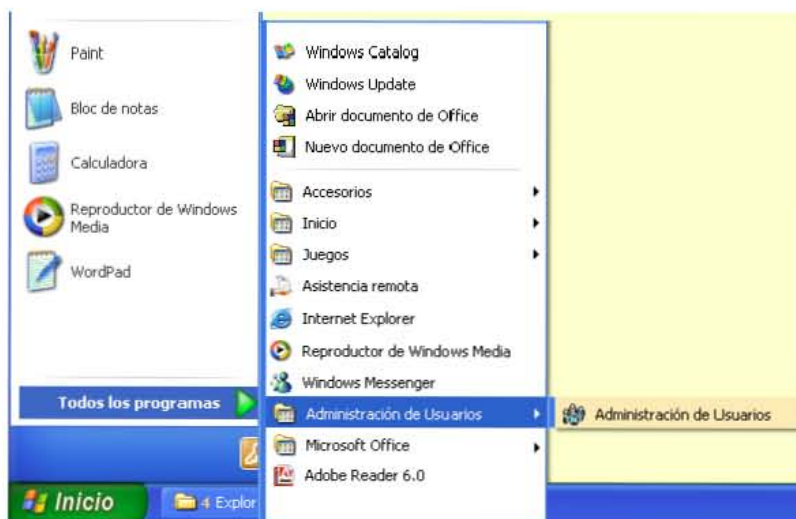 Paint
Bloc de notas
Calculadora
Reproductor de Windows
Media
WordPad
Todos los programas
Windows Catalog
Windows Update
Abrir documento de Office
Nuevo documento de Office
Accesorios
Inicio
Juegos
Asistencia remota
Internet Explorer
Reproductor de Windows Media
Windows Messenger
Administración de Usuarios
Microsoft Office
Adobe Reader 6.0
Administración de Usuarios
Inicio
4 Explor